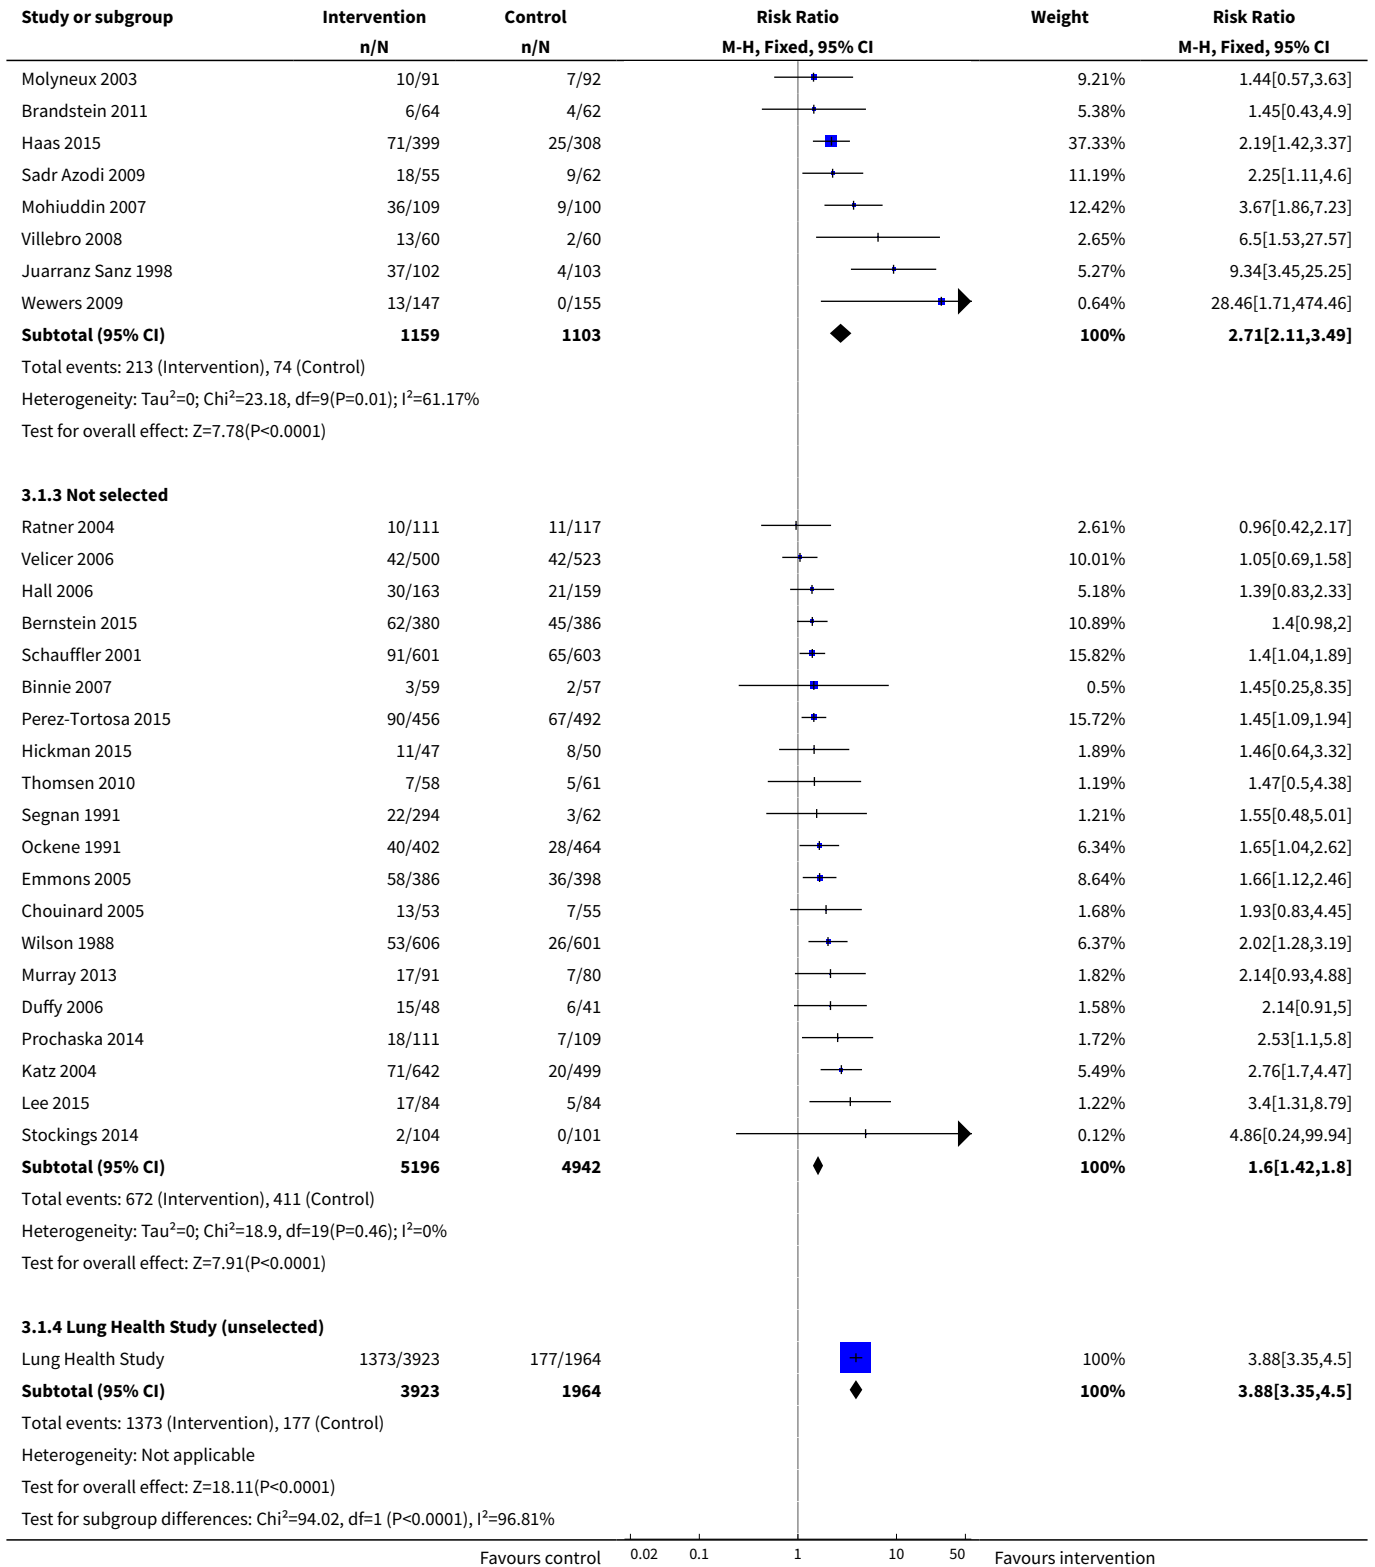 Study or subgroup Intervention Control Risk Ratio Weight Risk Ratio
n/N n/N M-H, Fixed, 95% CI M-H, Fixed, 95% CI
Molyneux 2003 10/91 7/92 9.21% 1.44[0.57,3.63]
Brandstein 2011 6/64 4/62 5.38% 1.45[0.43,4.9]
Haas 2015 71/399 25/308 37.33% 2.19[1.42,3.37]
Sadr Azodi 2009 18/55 9/62 11.19% 2.25[1.11,4.6]
Mohiuddin 2007 36/109 9/100 12.42% 3.67[1.86,7.23]
Villebro 2008 13/60 2/60 2.65% 6.5[1.53,27.57]
Juarranz Sanz 1998 37/102 4/103 5.27% 9.34[3.45,25.25]
Wewers 2009 13/147 0/155 0.64% 28.46[1.71,474.46]
Subtotal (95% CI) 1159 1103 100% 2.71[2.11,3.49]
Total events: 213 (Intervention), 74 (Control)
Heterogeneity: Tau²=0; Chi²=23.18, df=9(P=0.01); I²=61.17%
Test for overall effect: Z=7.78(P<0.0001)
3.1.3 Not selected
Ratner 2004 10/111 11/117 2.61% 0.96[0.42,2.17]
Velicer 2006 42/500 42/523 10.01% 1.05[0.69,1.58]
Hall 2006 30/163 21/159 5.18% 1.39[0.83,2.33]
Bernstein 2015 62/380 45/386 10.89% 1.4[0.98,2]
Schauffler 2001 91/601 65/603 15.82% 1.4[1.04,1.89]
Binnie 2007 3/59 2/57 0.5% 1.45[0.25,8.35]
Perez-Tortosa 2015 90/456 67/492 15.72% 1.45[1.09,1.94]
Hickman 2015 11/47 8/50 1.89% 1.46[0.64,3.32]
Thomsen 2010 7/58 5/61 1.19% 1.47[0.5,4.38]
Segnan 1991 22/294 3/62 1.21% 1.55[0.48,5.01]
Ockene 1991 40/402 28/464 6.34% 1.65[1.04,2.62]
Emmons 2005 58/386 36/398 8.64% 1.66[1.12,2.46]
Chouinard 2005 13/53 7/55 1.68% 1.93[0.83,4.45]
Wilson 1988 53/606 26/601 6.37% 2.02[1.28,3.19]
Murray 2013 17/91 7/80 1.82% 2.14[0.93,4.88]
Duffy 2006 15/48 6/41 1.58% 2.14[0.91,5]
Prochaska 2014 18/111 7/109 1.72% 2.53[1.1,5.8]
Katz 2004 71/642 20/499 5.49% 2.76[1.7,4.47]
Lee 2015 17/84 5/84 1.22% 3.4[1.31,8.79]
Stockings 2014 2/104 0/101 0.12% 4.86[0.24,99.94]
Subtotal (95% CI) 5196 4942 100% 1.6[1.42,1.8]
Total events: 672 (Intervention), 411 (Control)
Heterogeneity: Tau²=0; Chi²=18.9, df=19(P=0.46); I²=0%
Test for overall effect: Z=7.91(P<0.0001)
3.1.4 Lung Health Study (unselected)
Lung Health Study 1373/3923 177/1964 100% 3.88[3.35,4.5]
Subtotal (95% CI) 3923 1964 100% 3.88[3.35,4.5]
Total events: 1373 (Intervention), 177 (Control)
Heterogeneity: Not applicable
Test for overall effect: Z=18.11(P<0.0001)
Test for subgroup differences: Chi²=94.02, df=1 (P<0.0001), I²=96.81%
Favours control 0.02 0.1 1 10 50 Favours intervention